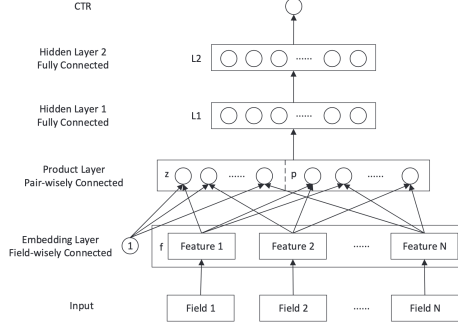 CTR
Hidden Layer 2
Fully Connected
L2
......
Hidden Layer 1
Fully Connected
L1
......
Product Layer
Pair-wisely Connected
z
......
p
......
Embedding Layer
Field-wisely Connected
1
f
Feature 1
Feature 2
......
Feature N
Input
Field 1
Field 2
......
Field N